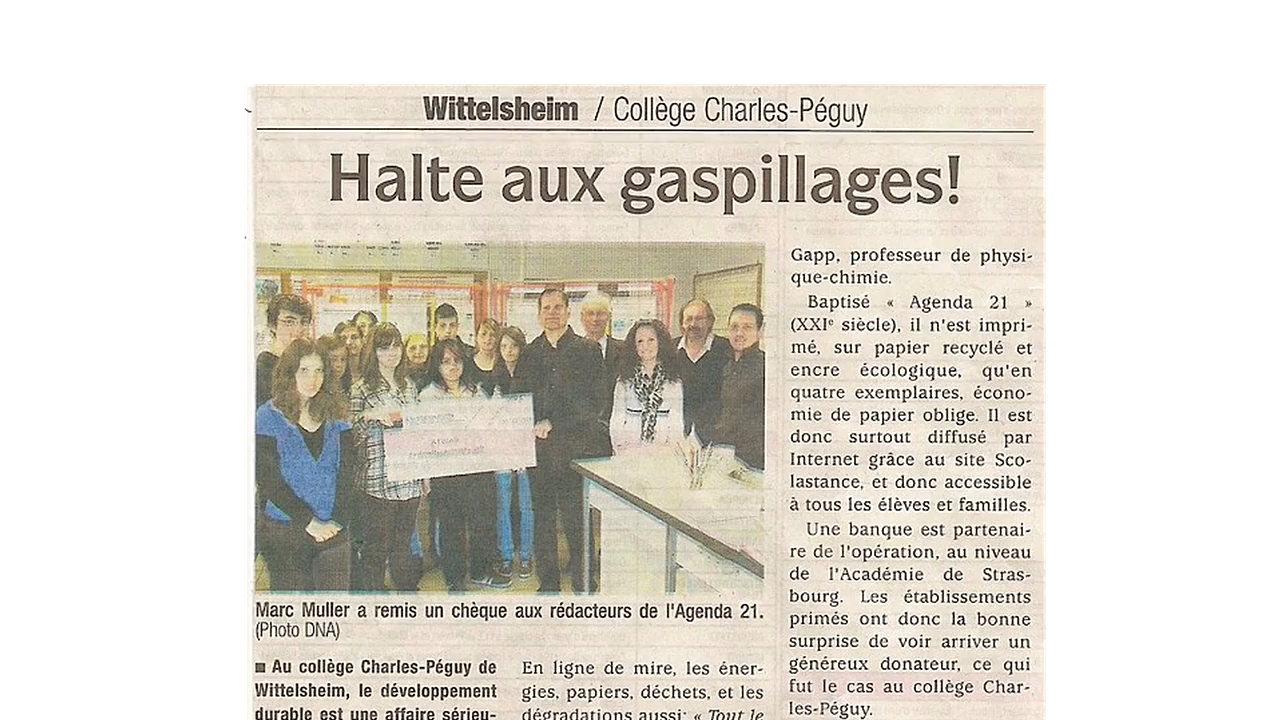 Wittelsheim / Collège Charles-Péguy
Halte aux gaspillages!
Marc Muller a remis un chèque aux rédacteurs de l'Agenda 21.
(Photo DNA)
■ Au collège Charles-Péguy de
Wittelsheim, le développement
durable est une affaire sérieu-
En ligne de mire, les éner-
gies, papiers, déchets, et les
dégradations aussi: « Tout le
Gapp, professeur de physi-
que-chimie.
Baptisé « Agenda 21 »
(XXIe siècle), il n'est impri-
mé, sur papier recyclé et
encre écologique, qu'en
quatre exemplaires, écono-
mie de papier oblige. Il est
donc surtout diffusé par
Internet grâce au site Sco-
lastance, et donc accessible
à tous les élèves et familles.
Une banque est partenai-
re de l'opération, au niveau
de l'Académie de Stras-
bourg. Les établissements
primés ont donc la bonne
surprise de voir arriver un
généreux donateur, ce qui
fut le cas au collège Char-
les-Péguy.